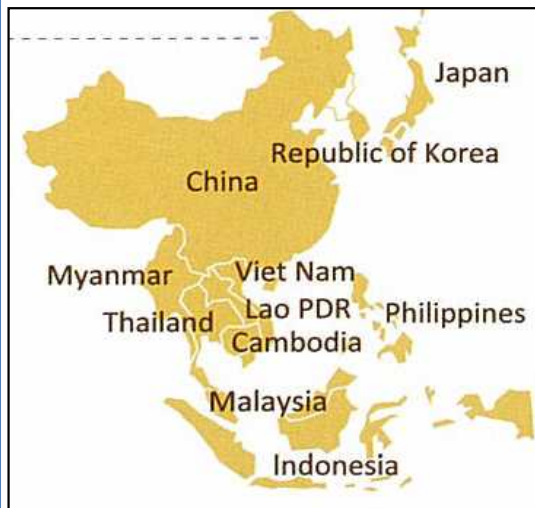 Japan
Republic of Korea
China
Myanmar
Viet Nam
Thailand
Lao PDR
Philippines
Cambodia
Malaysia
Indonesia